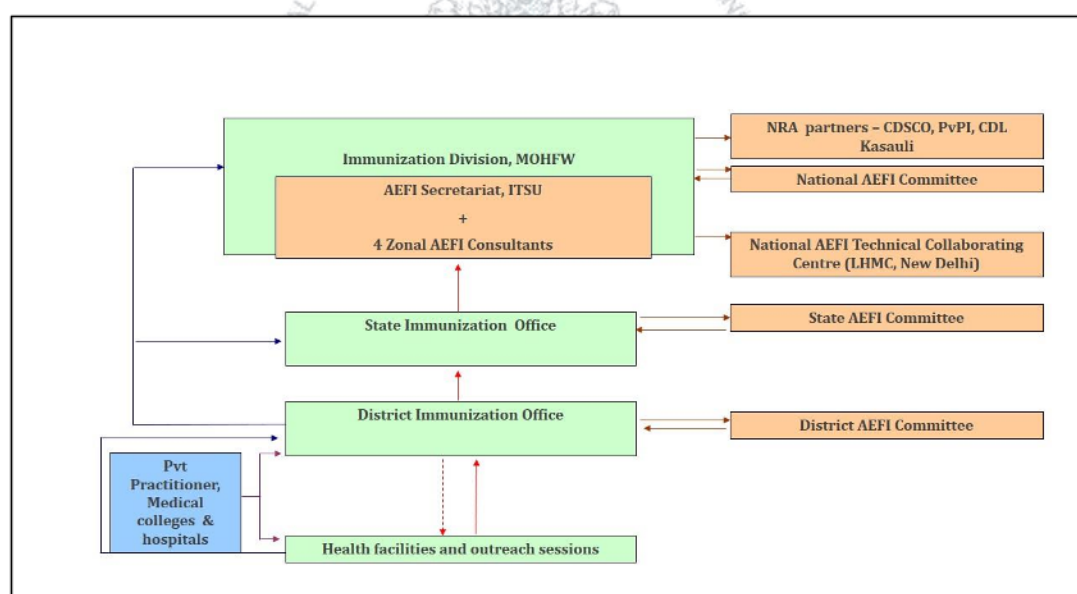 NRA partners – CDSCO, PvPI, CDL
Kasauli
Immunization Division, MOHFW
National AEFI Committee
AEFI Secretariat, ITSU
+
4 Zonal AEFI Consultants
National AEFI Technical Collaborating
Centre (LHMC, New Delhi)
State Immunization Office
State AEFI Committee
District Immunization Office
District AEFI Committee
Pvt
Practitioner,
Medical
colleges &
hospitals
Health facilities and outreach sessions